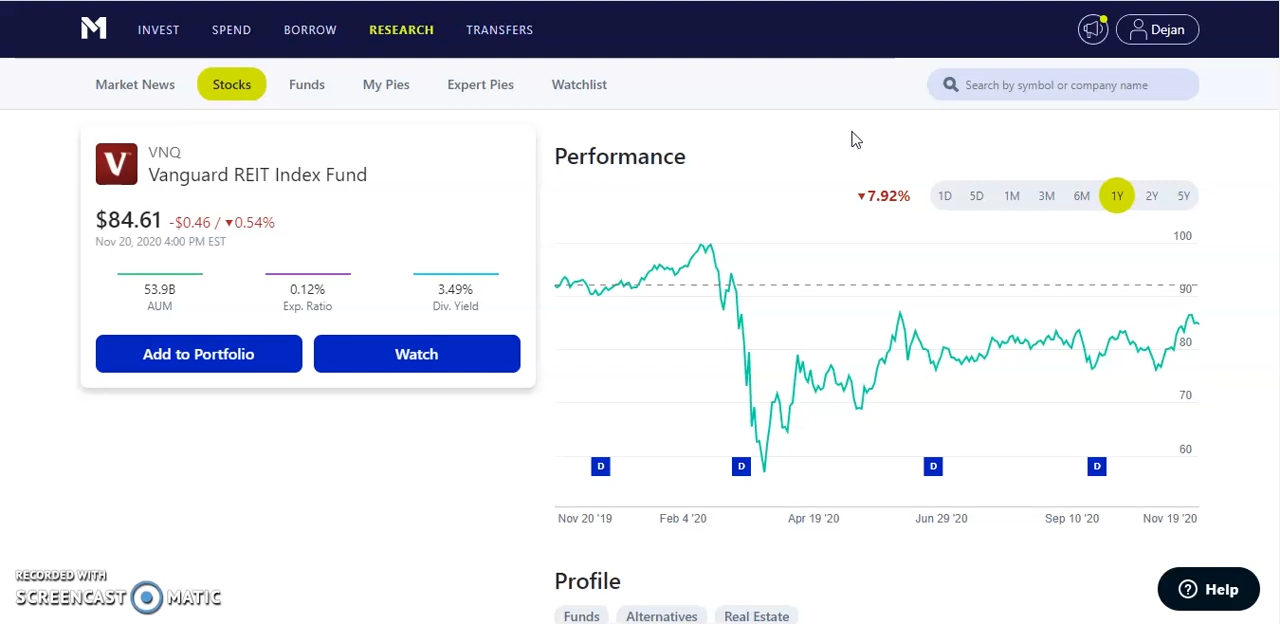 M INVEST SPEND BORROW RESEARCH TRANSFERS Dejan
Market News Stocks Funds My Pies Expert Pies Watchlist Search by symbol or company name
V
VNQ
Vanguard REIT Index Fund
$84.61 -$0.46 / ▼0.54%
Nov 20, 2020 4:00 PM EST
53.9B 0.12% 3.49%
AUM Exp. Ratio Div. Yield
Add to Portfolio Watch
Performance
▼7.92% 1D 5D 1M 3M 6M 1Y 2Y 5Y
100
90
80
70
60
D D D D
Nov 20 '19 Feb 4 '20 Apr 19 '20 Jun 29 '20 Sep 10 '20 Nov 19 '20
Profile
Funds Alternatives Real Estate
RECORDED WITH
SCREENCAST MATIC
Help